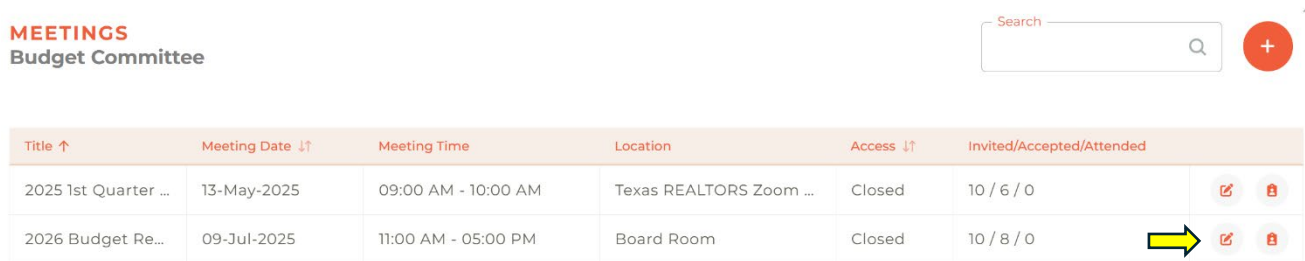 MEETINGS
Budget Committee
Search
+
Title ↑ Meeting Date ↓↑ Meeting Time Location Access ↓↑ Invited/Accepted/Attended
2025 1st Quarter ... 13-May-2025 09:00 AM - 10:00 AM Texas REALTORS Zoom ... Closed 10 / 6 / 0
2026 Budget Re... 09-Jul-2025 11:00 AM - 05:00 PM Board Room Closed 10 / 8 / 0